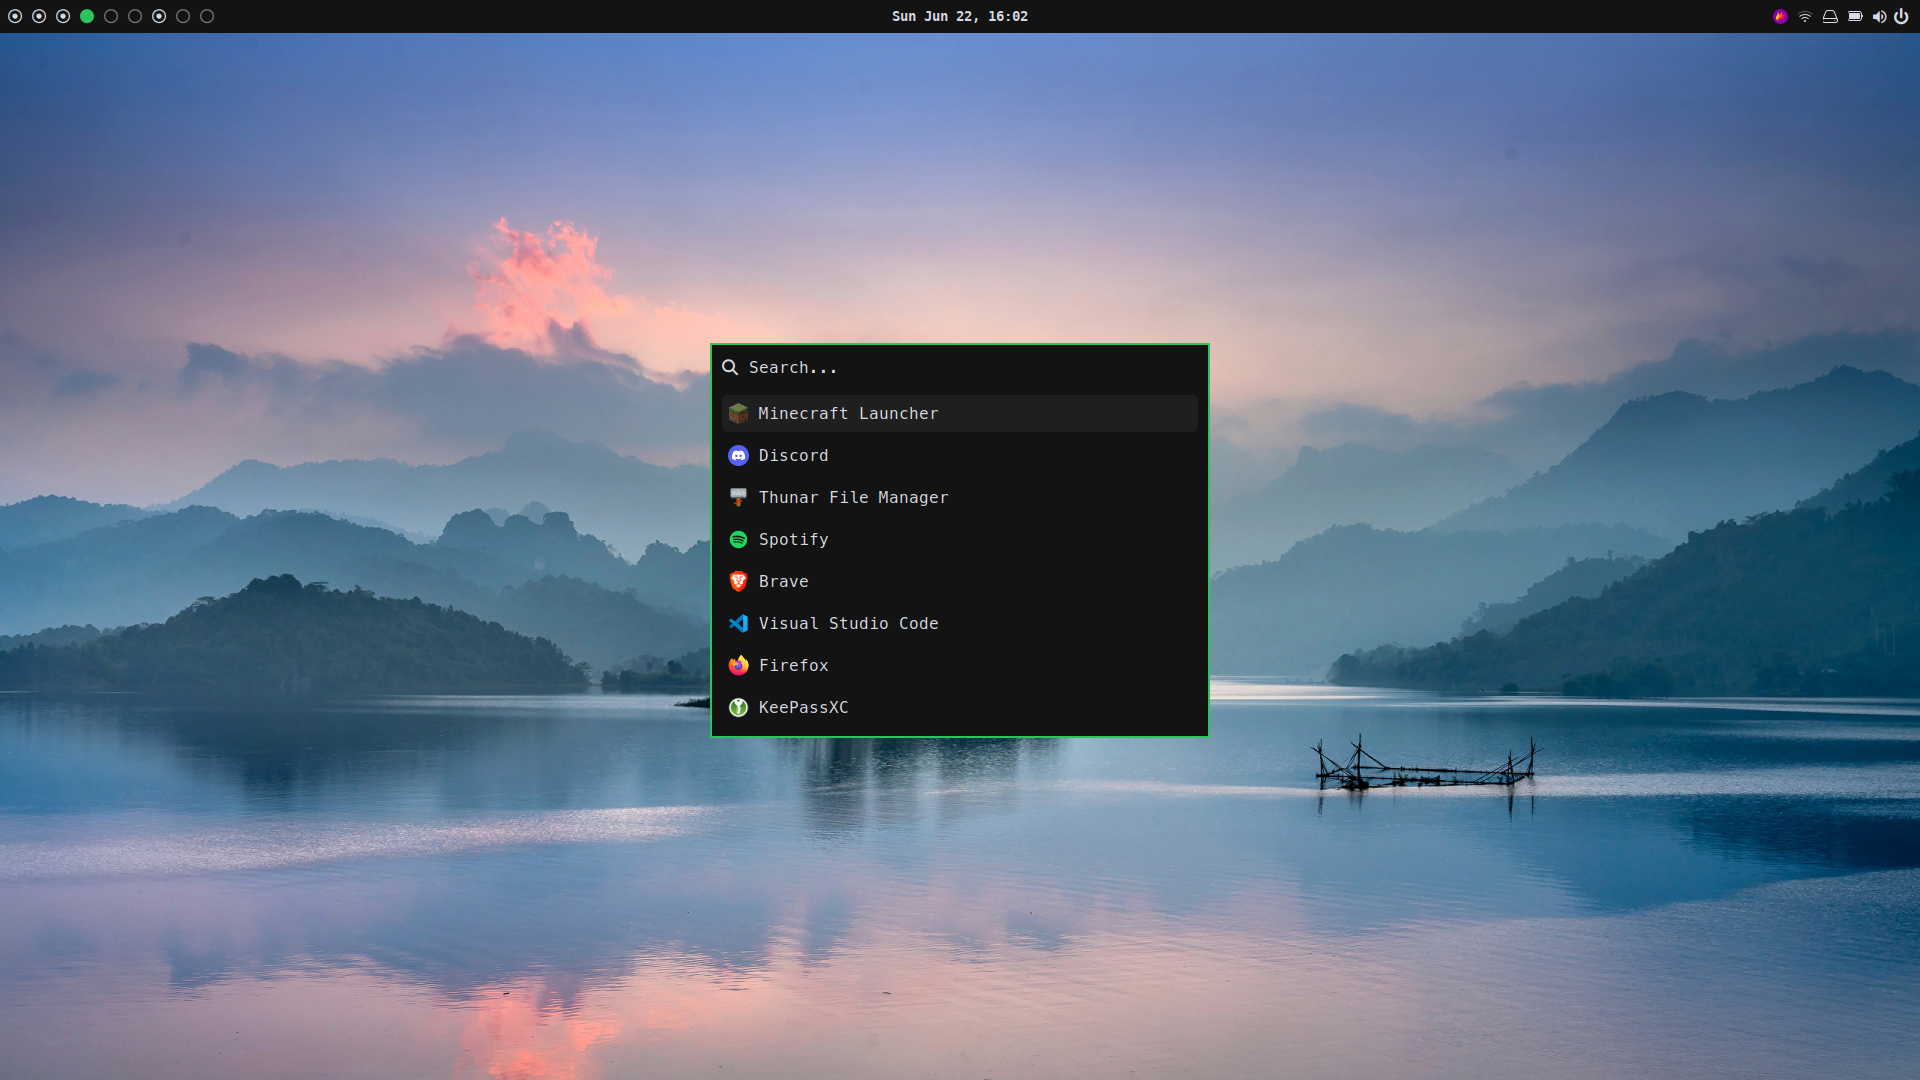 Sun Jun 22, 16:02
Search...
Minecraft Launcher
Discord
Thunar File Manager
Spotify
Brave
Visual Studio Code
Firefox
KeePassXC